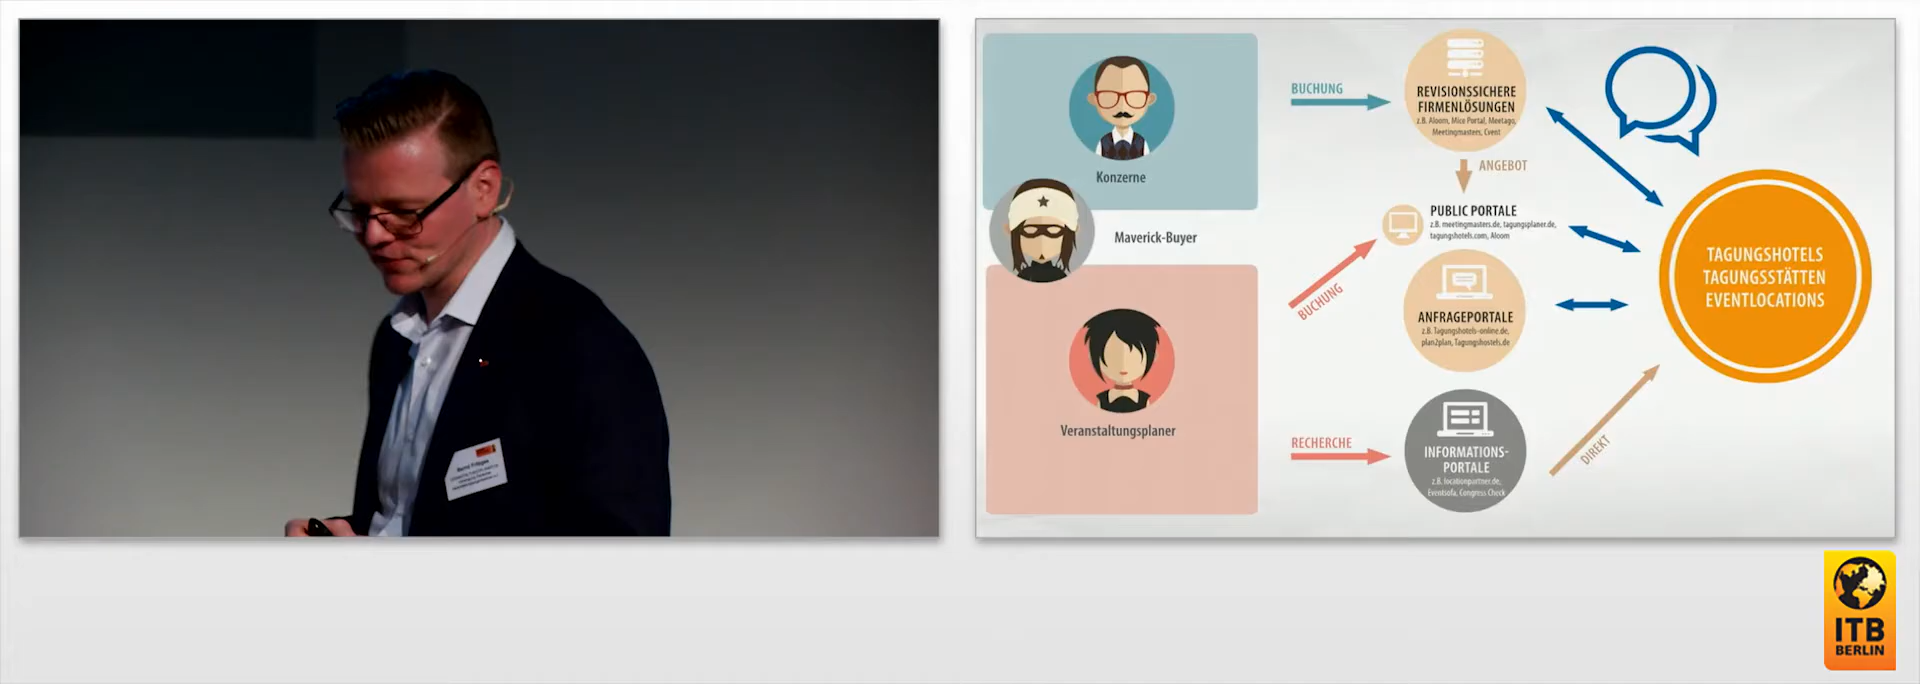 Konzerne
Maverick-Buyer
Veranstaltungsplaner
BUCHUNG
BUCHUNG
RECHERCHE
REVISIONSSICHERE
FIRMENLÖSUNGEN
z.B. Aloom, Mice Portal, Meetago,
Meetingmasters, Cvent
ANGEBOT
PUBLIC PORTALE
z.B. meetingmasters.de, tagungsplaner.de,
tagungshotels.com, Aloom
ANFRAGEPORTALE
z.B. Tagungshotels-online.de,
plan2plan, Tagungshostels.de
INFORMATIONS-
PORTALE
z.B. locationpartner.de,
Eventsofa, Congress Check
DIREKT
TAGUNGSHOTELS
TAGUNGSSTÄTTEN
EVENTLOCATIONS
ITB
BERLIN